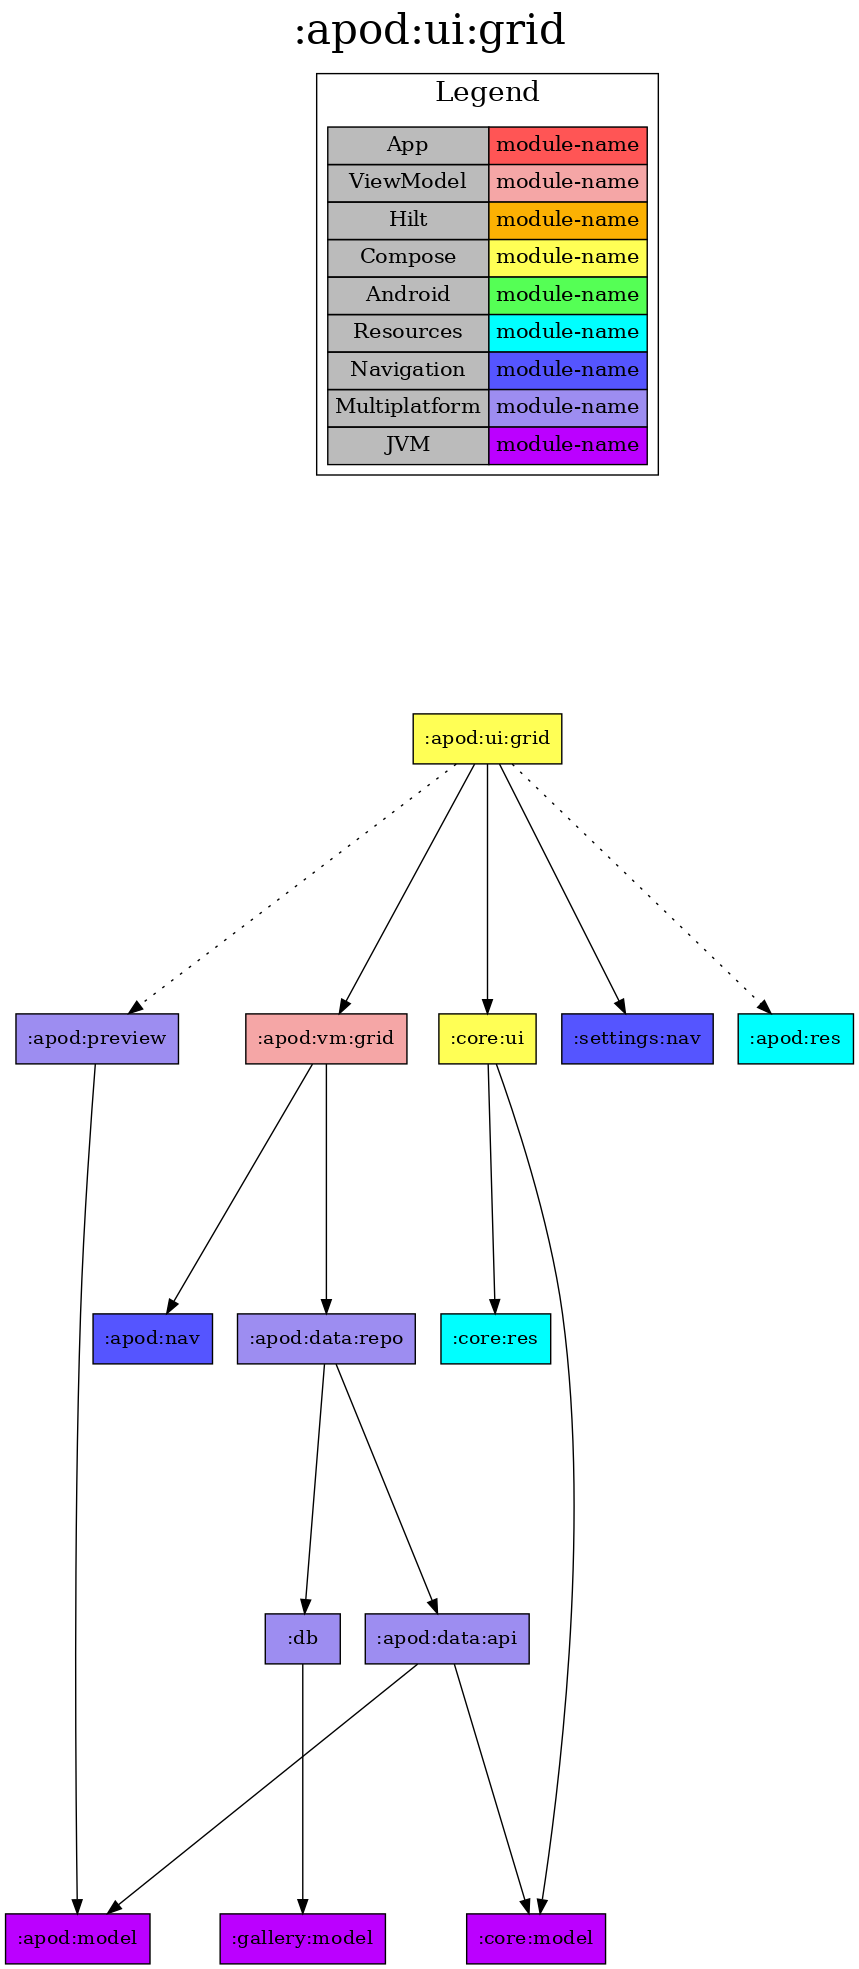 :apod:ui:grid
Legend
App module-name
ViewModel module-name
Hilt module-name
Compose module-name
Android module-name
Resources module-name
Navigation module-name
Multiplatform module-name
JVM module-name
:apod:ui:grid
:apod:preview :apod:vm:grid :core:ui :settings:nav :apod:res
:apod:nav :apod:data:repo :core:res
:db :apod:data:api
:apod:model :gallery:model :core:model